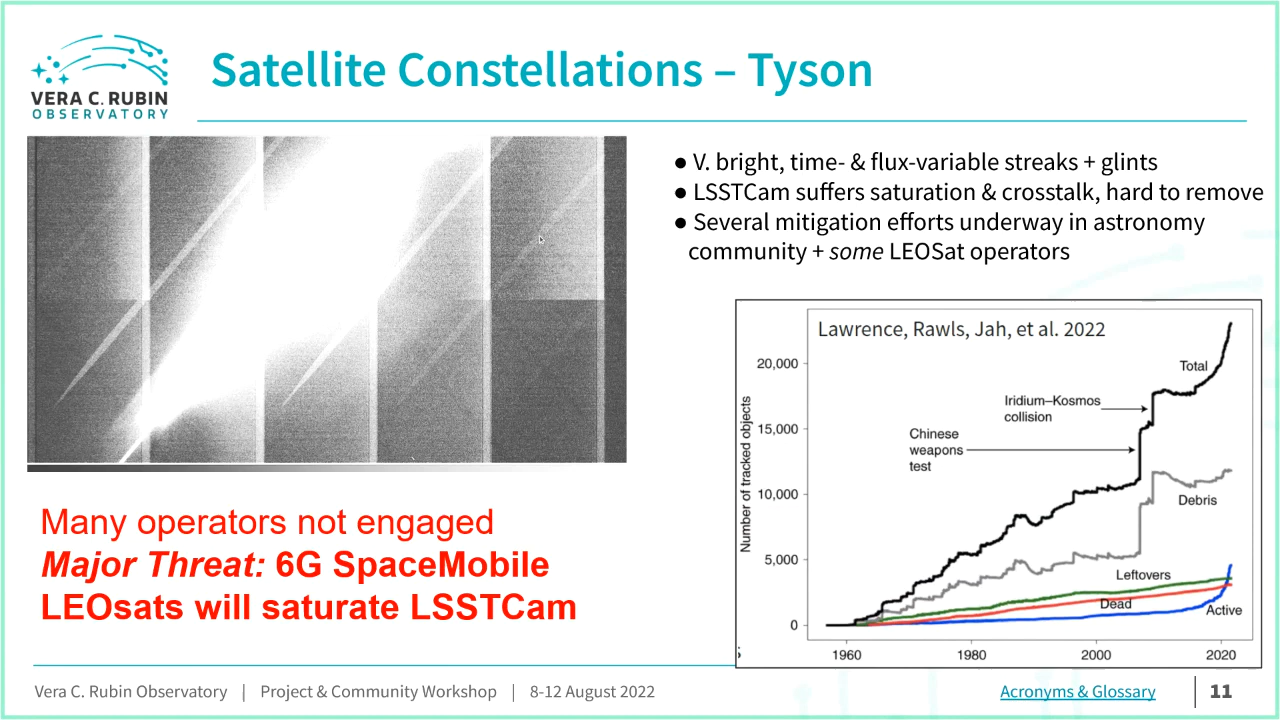 VERA C. RUBIN
OBSERVATORY
Satellite Constellations – Tyson
● V. bright, time- & flux-variable streaks + glints
● LSSTCam suffers saturation & crosstalk, hard to remove
● Several mitigation efforts underway in astronomy
community + some LEOSat operators
Many operators not engaged
Major Threat: 6G SpaceMobile
LEOsats will saturate LSSTCam
Lawrence, Rawls, Jah, et al. 2022
Number of tracked objects
20,000
15,000
10,000
5,000
0
1960
1980
2000
2020
Total
Iridium–Kosmos
collision
Chinese
weapons
test
Debris
Leftovers
Dead
Active
Vera C. Rubin Observatory | Project & Community Workshop | 8-12 August 2022
Acronyms & Glossary
11